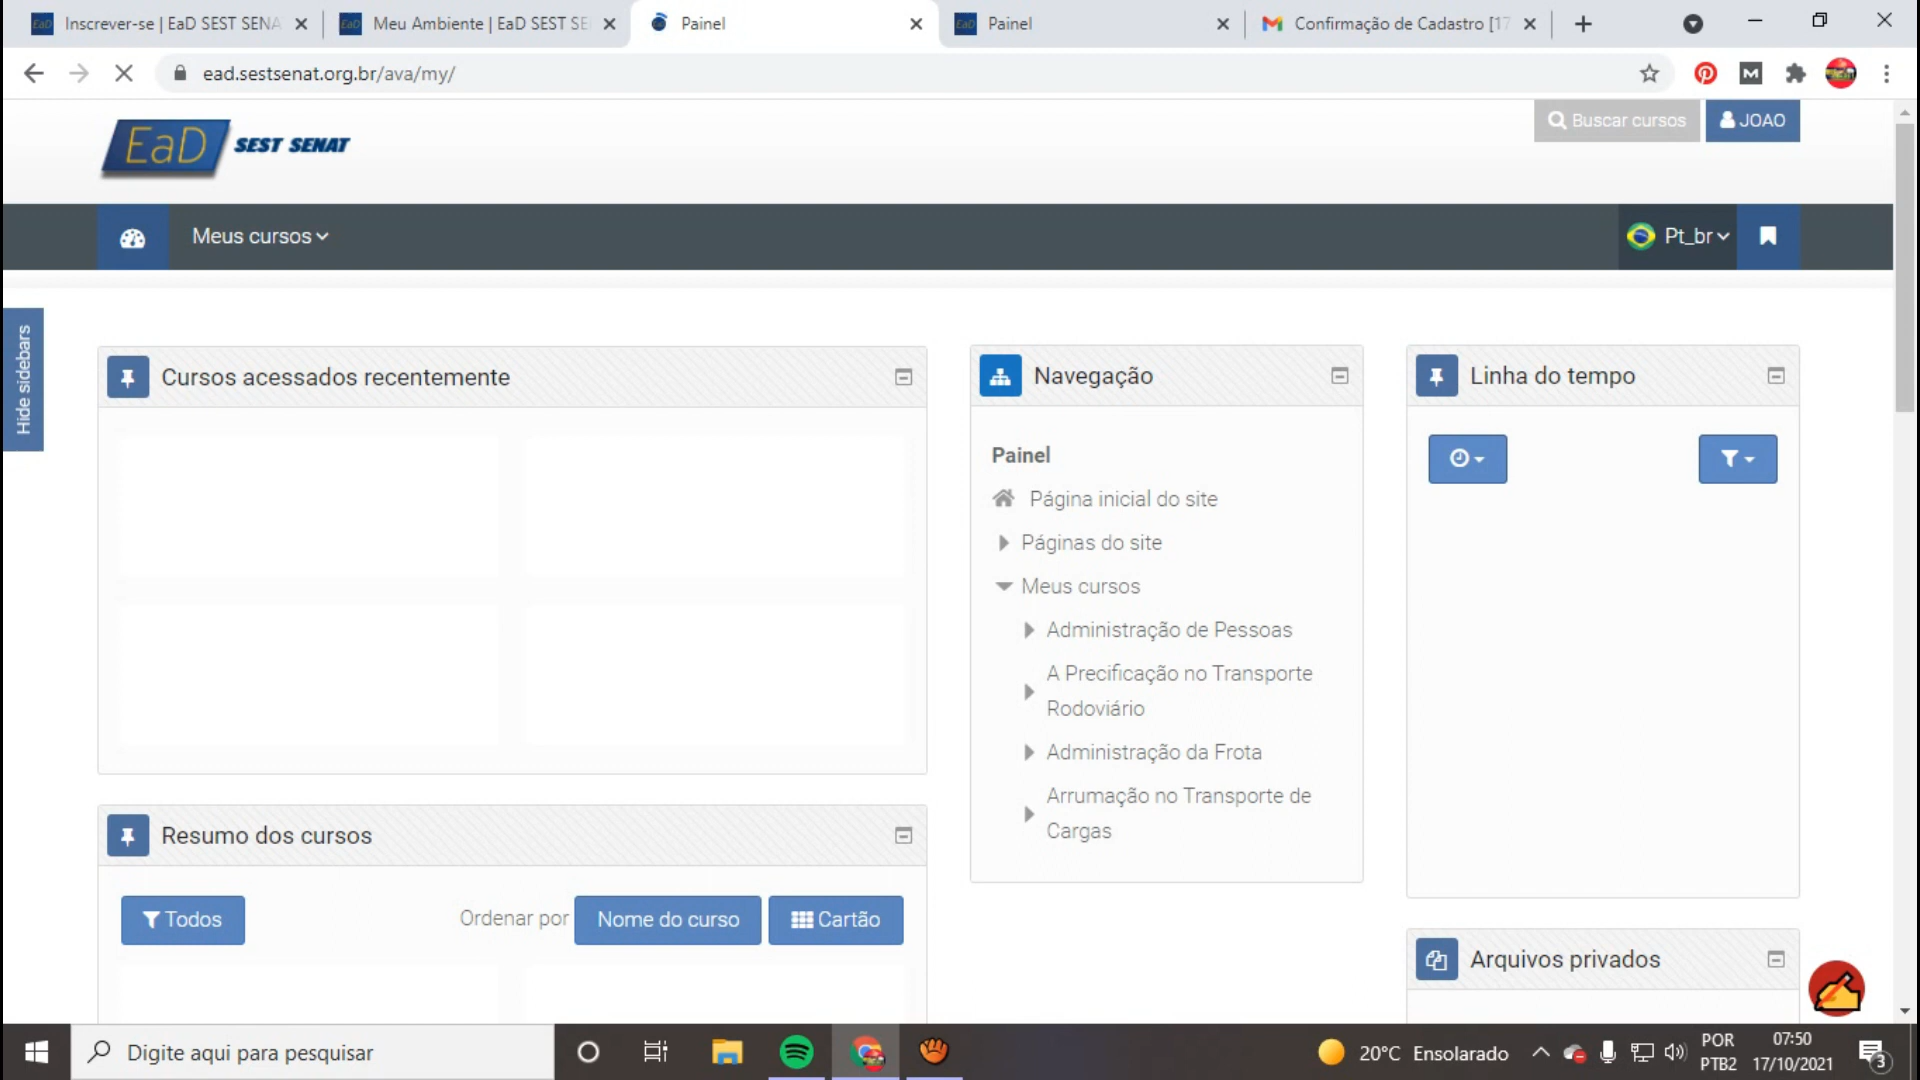 Inscrever-se | EaD SEST SENA
Meu Ambiente | EaD SEST SE
Painel
Painel
Confirmação de Cadastro [17
ead.sestsenat.org.br/ava/my/
EaD SEST SENAT
Buscar cursos
JOAO
Meus cursos
Pt_br
Hide sidebars
Cursos acessados recentemente
Navegação
Painel
Página inicial do site
Páginas do site
Meus cursos
Administração de Pessoas
A Precificação no Transporte
Rodoviário
Administração da Frota
Arrumação no Transporte de
Cargas
Linha do tempo
Resumo dos cursos
Todos
Ordenar por
Nome do curso
Cartão
Arquivos privados
Digite aqui para pesquisar
20°C Ensolarado
POR
PTB2
07:50
17/10/2021
3